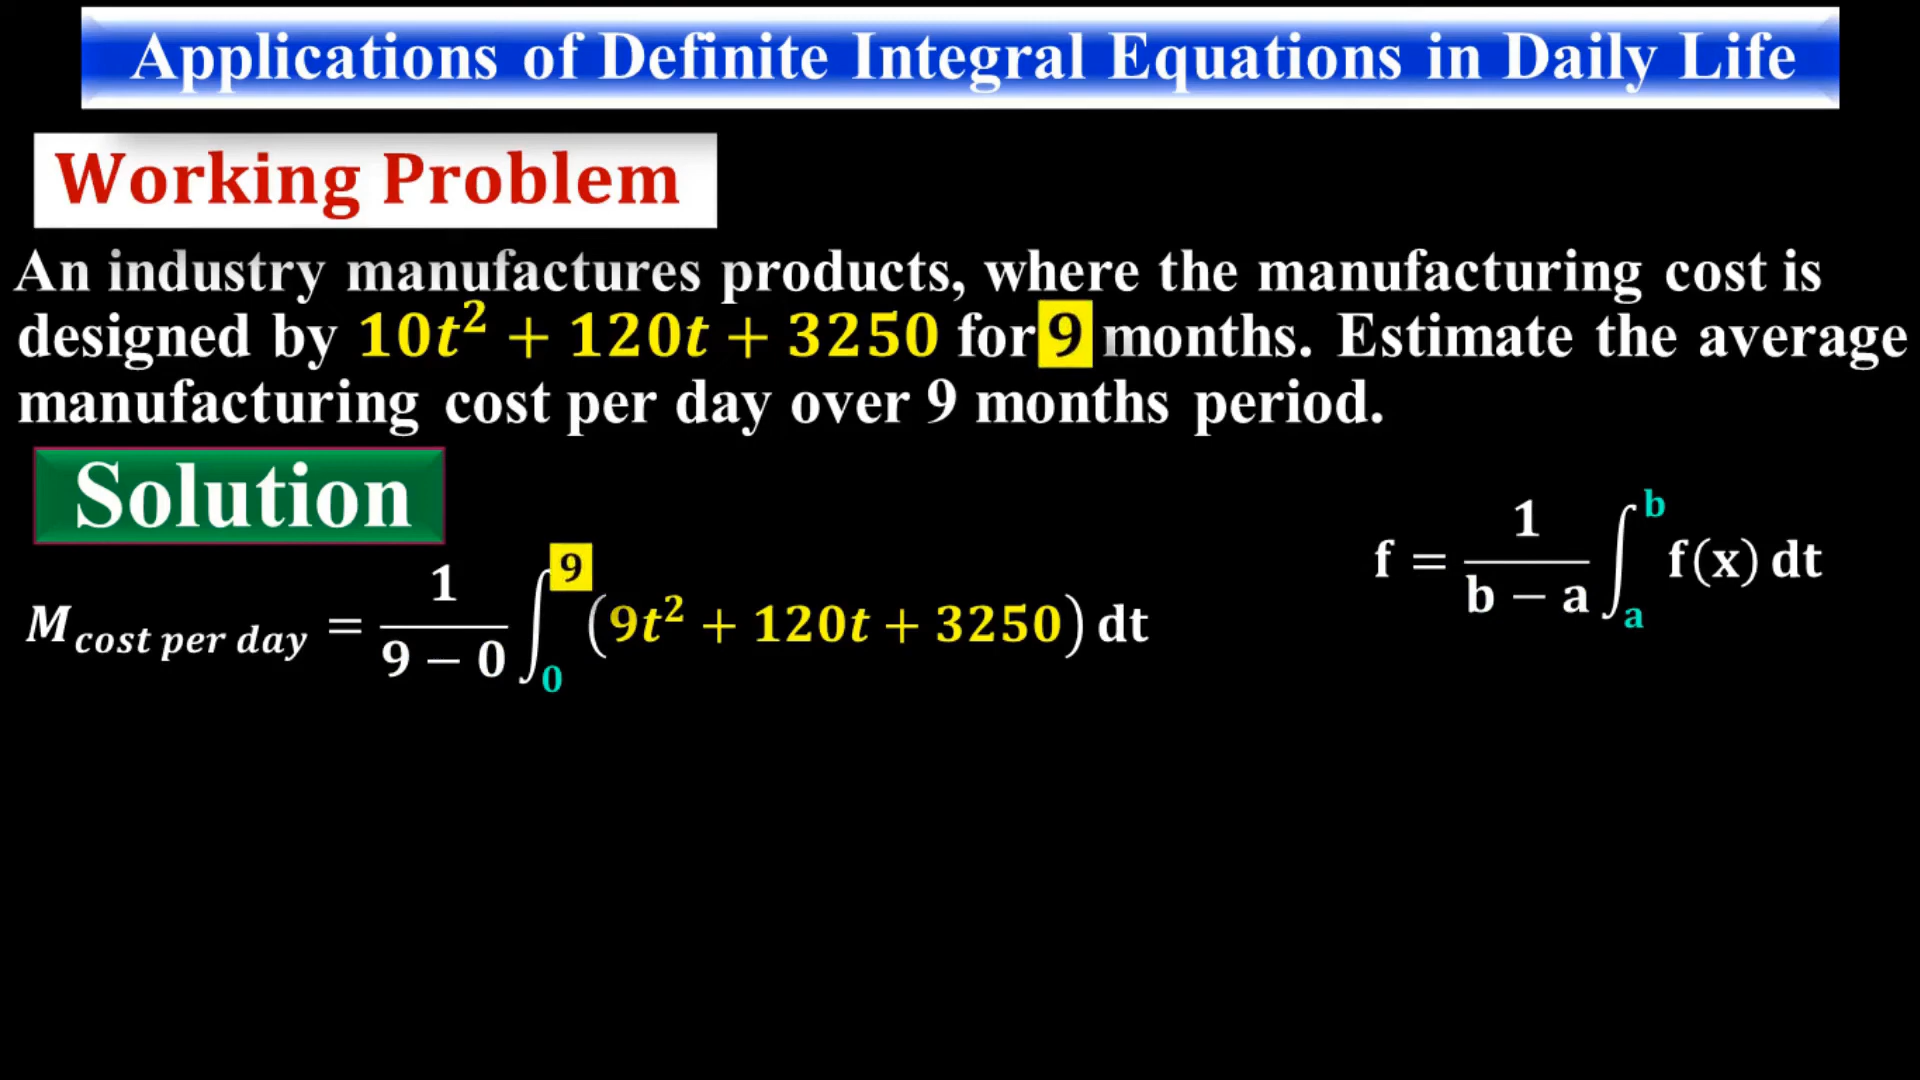 Applications of Definite Integral Equations in Daily Life
Working Problem
An industry manufactures products, where the manufacturing cost is
designed by 10t² + 120t + 3250 for 9 months. Estimate the average
manufacturing cost per day over 9 months period.
Solution
f = 1/(b − a) ∫ₐᵇ f(x) dt
M cost per day = 1/(9 − 0) ∫₀⁹ (9t² + 120t + 3250) dt